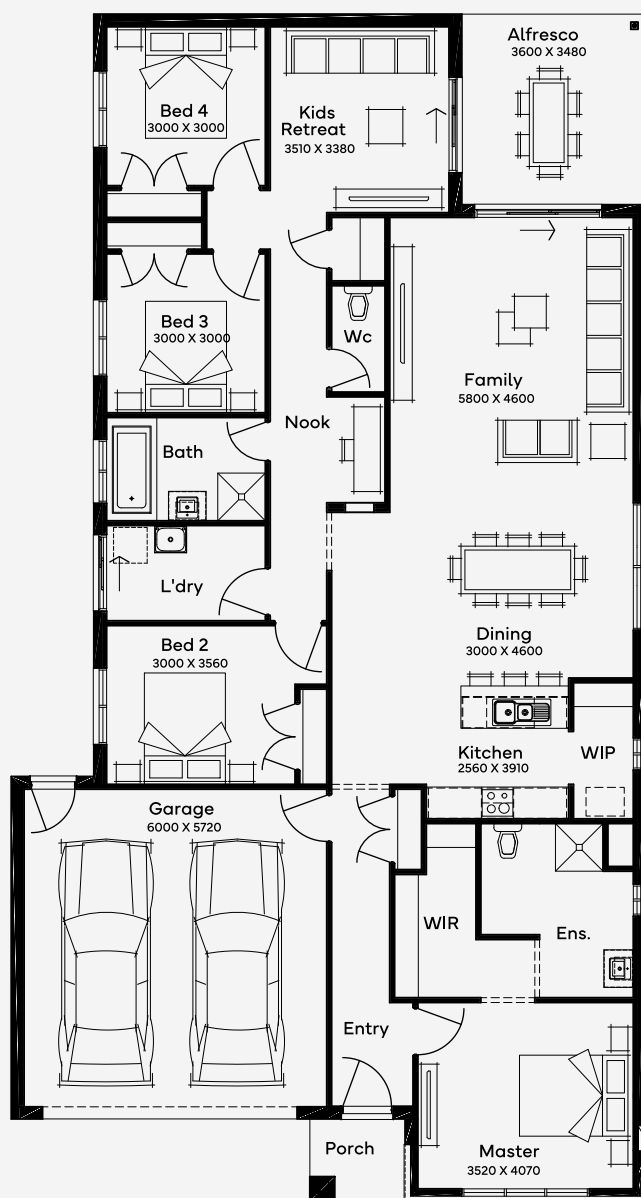 Alfresco
3600 X 3480
Bed 4
3000 X 3000
Kids
Retreat
3510 X 3380
Bed 3
3000 X 3000
Wc
Family
5800 X 4600
Nook
Bath
L'dry
Dining
3000 X 4600
Bed 2
3000 X 3560
Kitchen
2560 X 3910
WIP
Garage
6000 X 5720
WIR
Ens.
Entry
Porch
Master
3520 X 4070